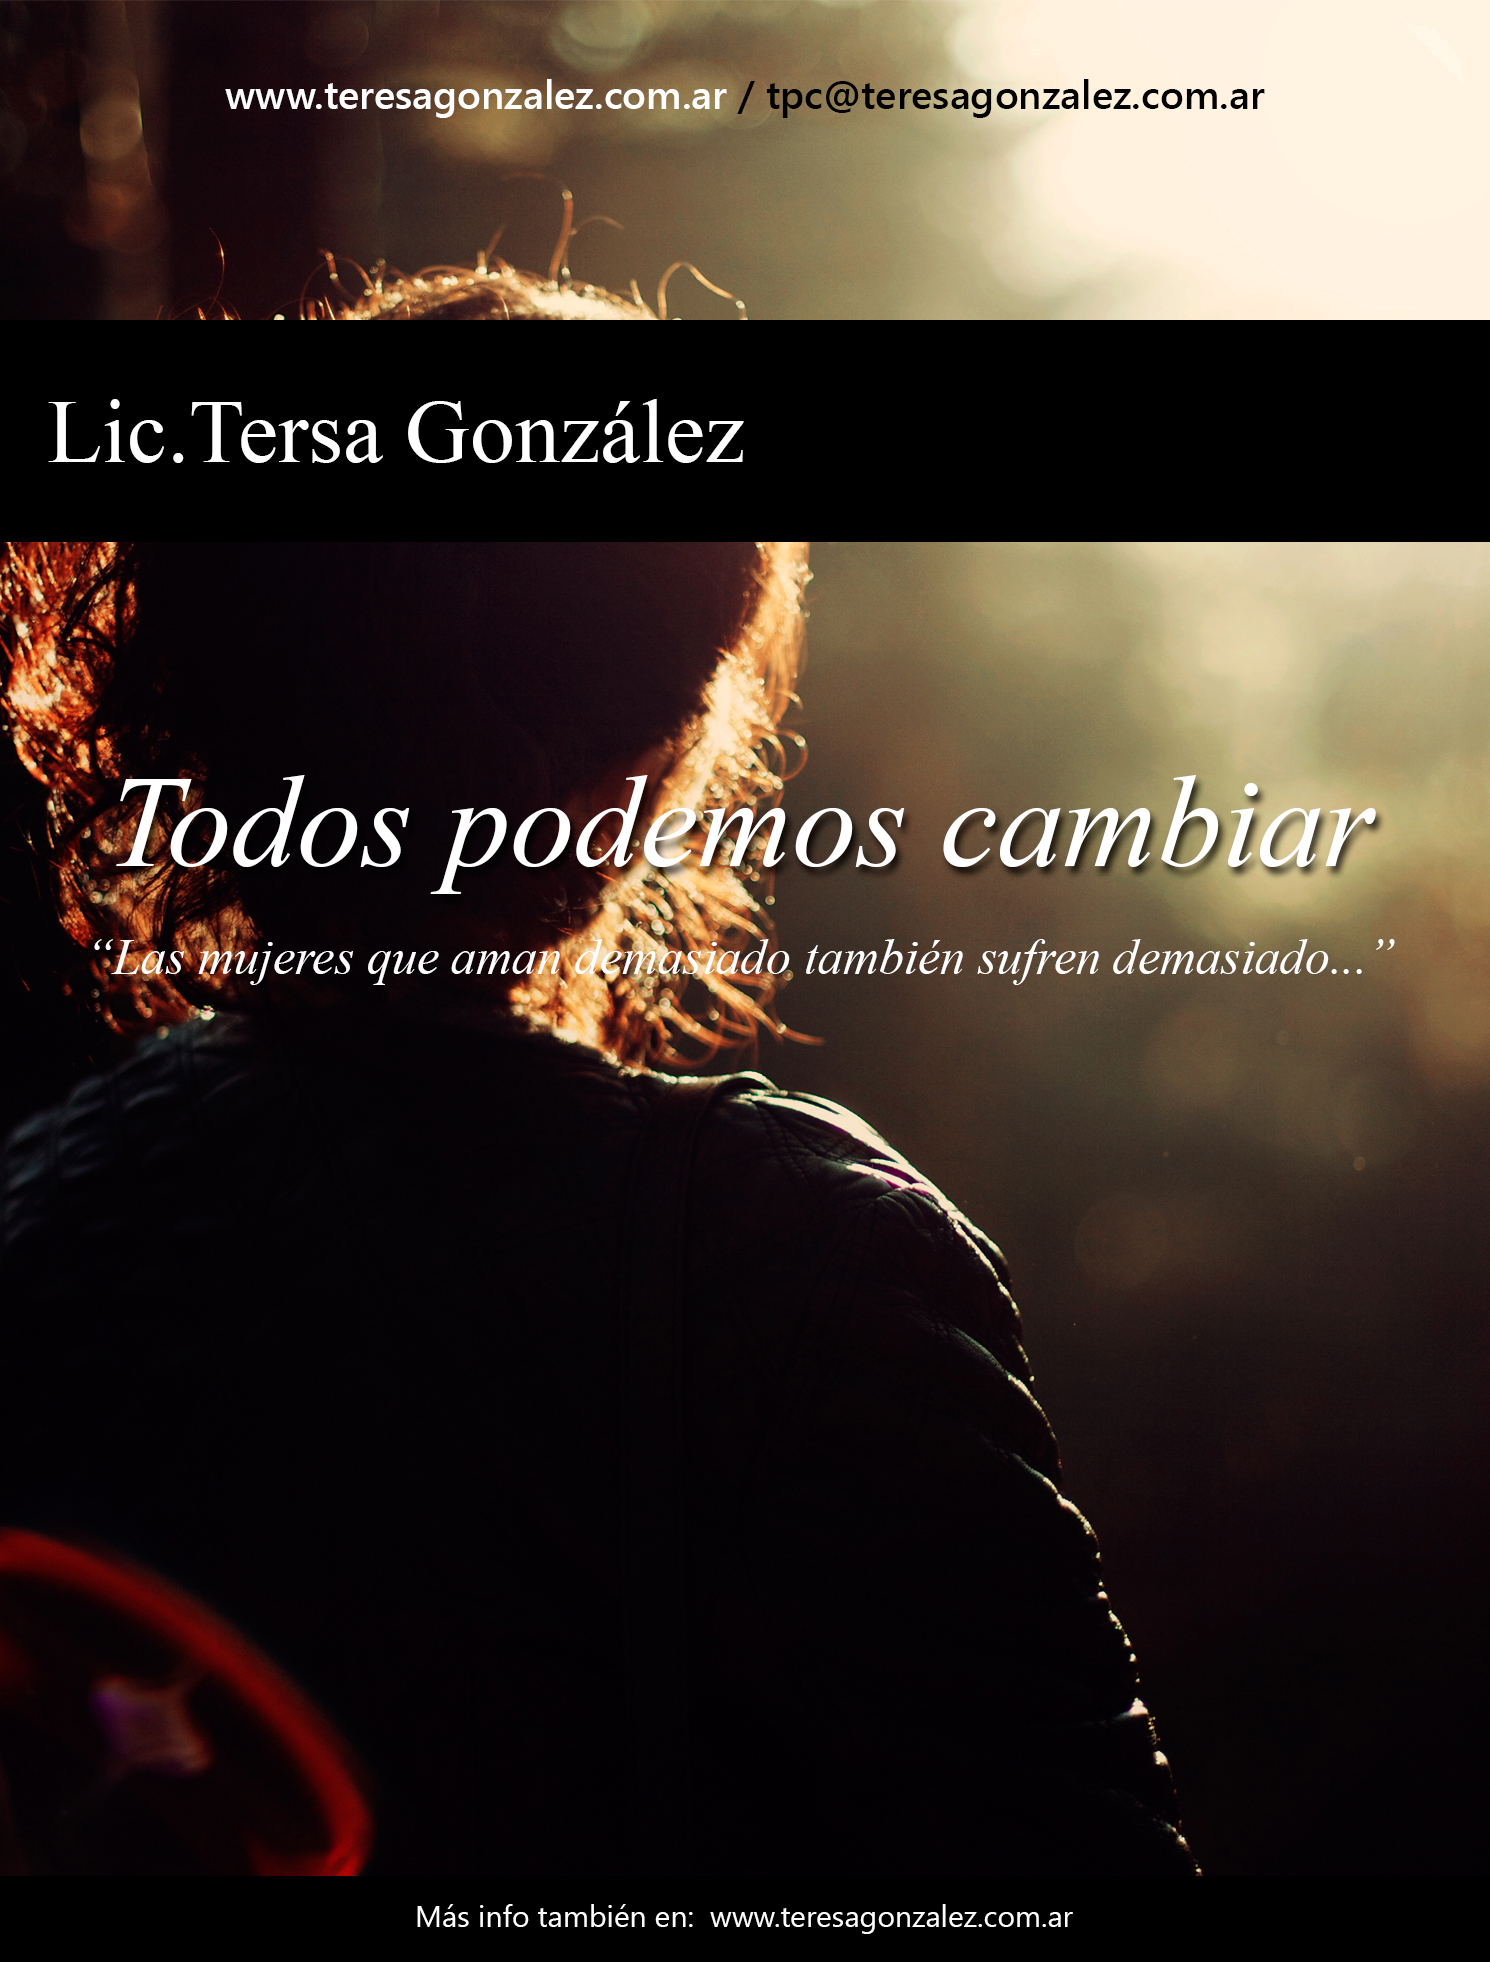 www.teresagonzalez.com.ar / tpc@teresagonzalez.com.ar
Lic.Tersa González
Todos podemos cambiar
“Las mujeres que aman demasiado también sufren demasiado...”
Más info también en: www.teresagonzalez.com.ar